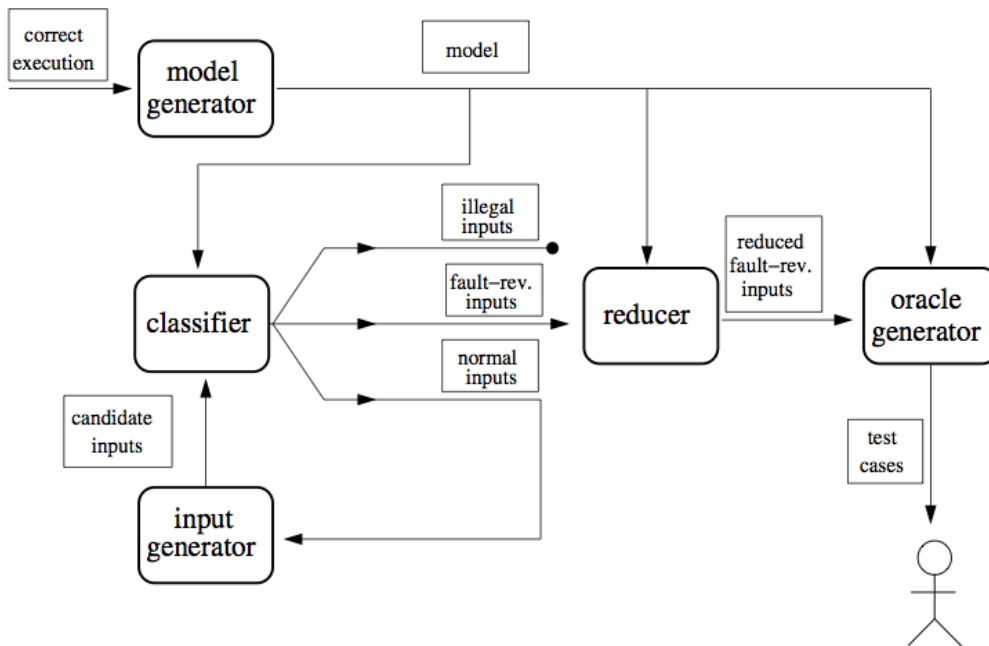 correct
execution
model
generator
model
illegal
inputs
fault−rev.
inputs
normal
inputs
classifier
reducer
reduced
fault−rev.
inputs
oracle
generator
candidate
inputs
input
generator
test
cases